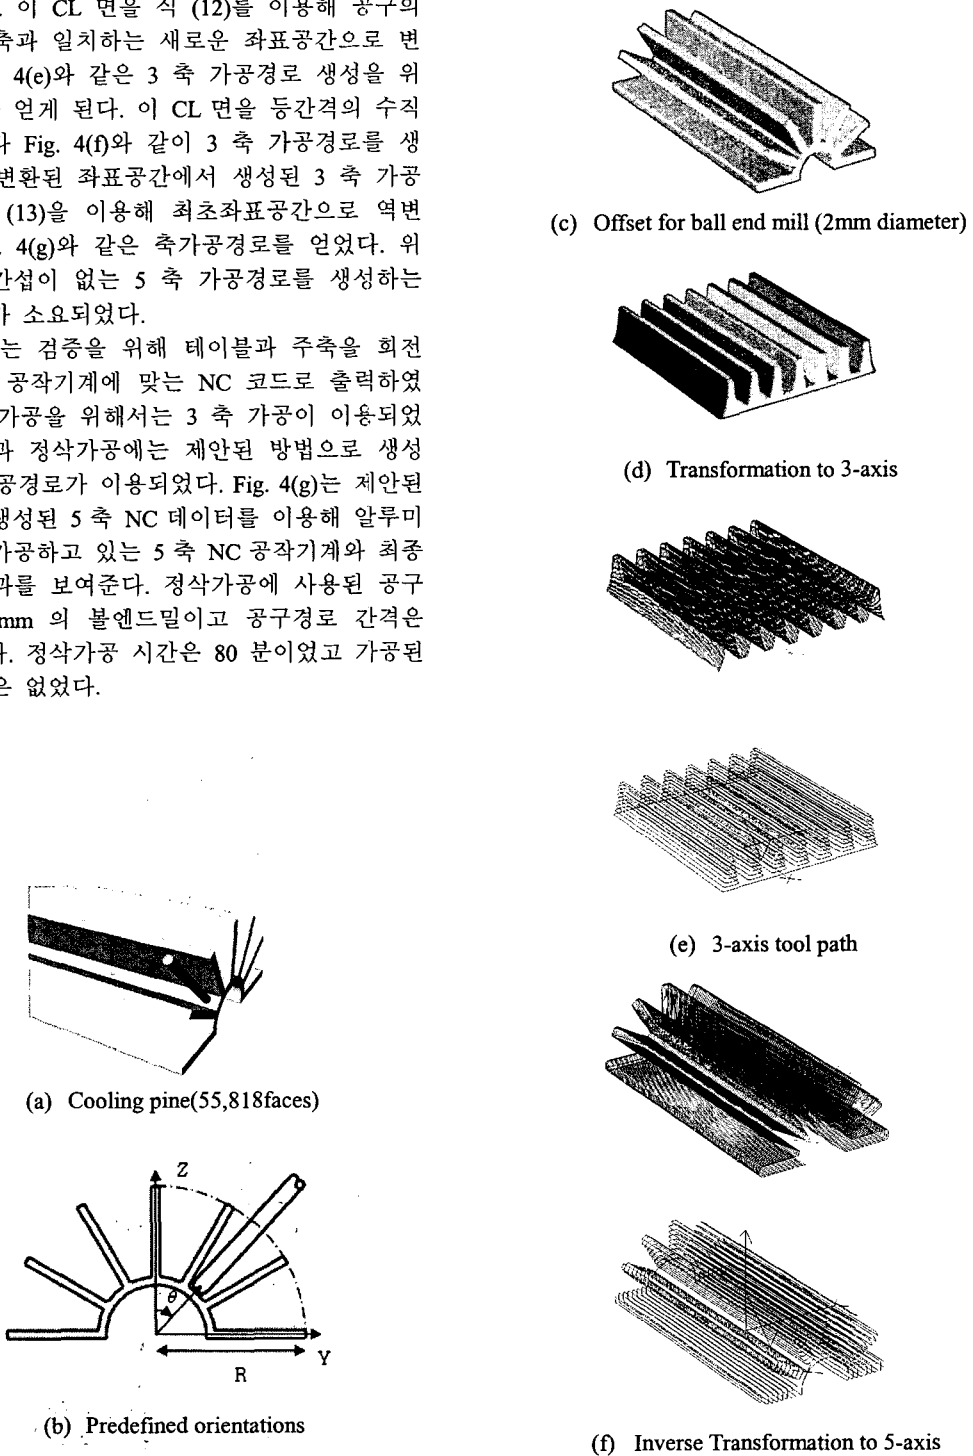 . 이 CL 면을 식 (12)를 이용해 공구의
축과 일치하는 새로운 좌표공간으로 변
4(e)와 같은 3 축 가공경로 생성을 위
얻게 된다. 이 CL 면을 등간격의 수직
Fig. 4(f)와 같이 3 축 가공경로를 생
변환된 좌표공간에서 생성된 3 축 가공
(13)을 이용해 최초좌표공간으로 역변
. 4(g)와 같은 축가공경로를 얻었다. 위
간섭이 없는 5 축 가공경로를 생성하는
가 소요되었다.
는 검증을 위해 테이블과 주축을 회전
공작기계에 맞는 NC 코드로 출력하였
가공을 위해서는 3 축 가공이 이용되었
과 정삭가공에는 제안된 방법으로 생성
공경로가 이용되었다. Fig. 4(g)는 제안된
생성된 5 축 NC 데이터를 이용해 알루미
가공하고 있는 5 축 NC 공작기계와 최종
과를 보여준다. 정삭가공에 사용된 공구
mm 의 볼엔드밀이고 공구경로 간격은
다. 정삭가공 시간은 80 분이었고 가공된
은 없었다.
(a) Cooling pine(55,818faces)
Z
θ
Y
R
(b) Predefined orientations
(c) Offset for ball end mill (2mm diameter)
(d) Transformation to 3-axis
(e) 3-axis tool path
(f) Inverse Transformation to 5-axis